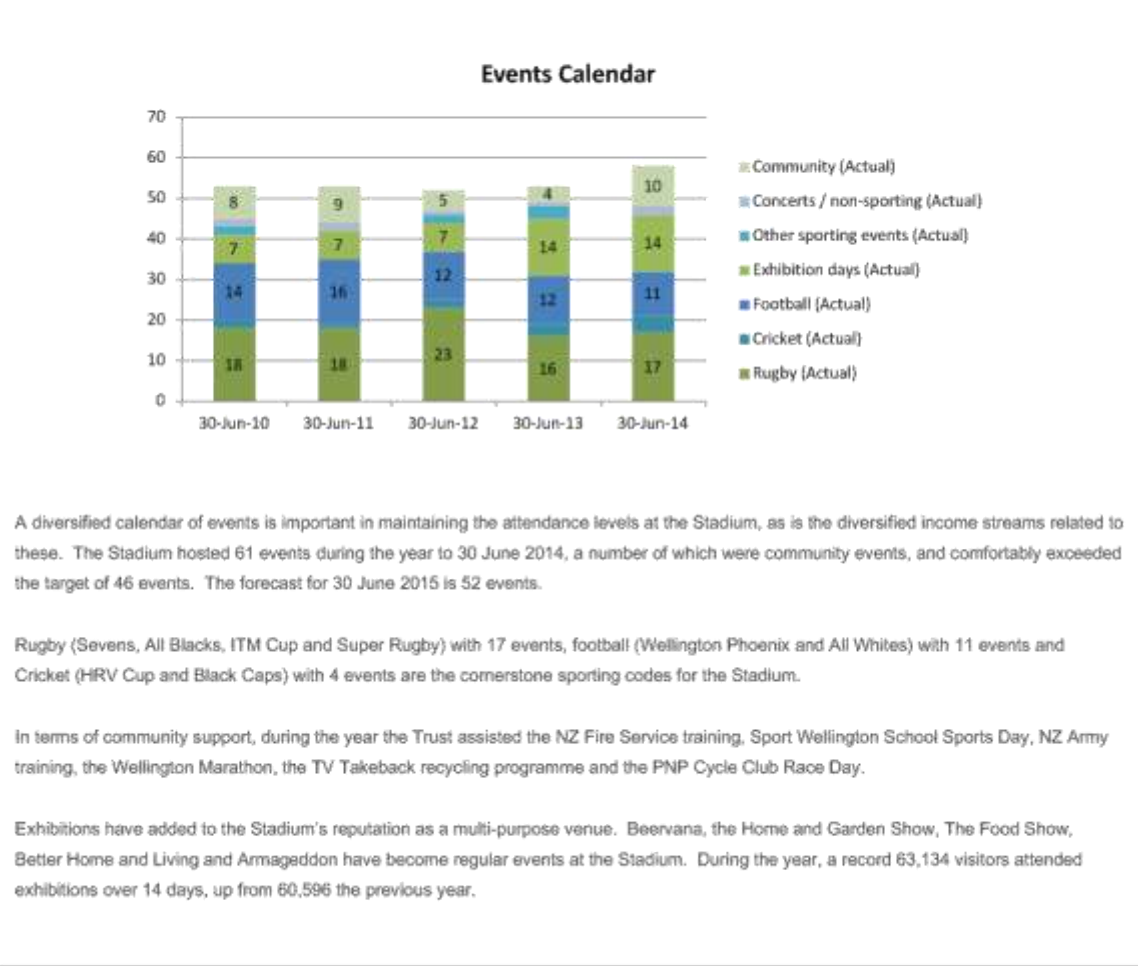 Events Calendar
70
60
50
40
30
20
10
0
8
7
14
18
9
7
16
18
5
7
12
23
4
14
12
16
10
14
11
17
30-Jun-10 30-Jun-11 30-Jun-12 30-Jun-13 30-Jun-14
Community (Actual)
Concerts / non-sporting (Actual)
Other sporting events (Actual)
Exhibition days (Actual)
Football (Actual)
Cricket (Actual)
Rugby (Actual)
A diversified calendar of events is important in maintaining the attendance levels at the Stadium, as is the diversified income streams related to
these. The Stadium hosted 61 events during the year to 30 June 2014, a number of which were community events, and comfortably exceeded
the target of 46 events. The forecast for 30 June 2015 is 52 events.
Rugby (Sevens, All Blacks, ITM Cup and Super Rugby) with 17 events, football (Wellington Phoenix and All Whites) with 11 events and
Cricket (HRV Cup and Black Caps) with 4 events are the cornerstone sporting codes for the Stadium.
In terms of community support, during the year the Trust assisted the NZ Fire Service training, Sport Wellington School Sports Day, NZ Army
training, the Wellington Marathon, the TV Takeback recycling programme and the PNP Cycle Club Race Day.
Exhibitions have added to the Stadium's reputation as a multi-purpose venue. Beervana, the Home and Garden Show, The Food Show,
Better Home and Living and Armageddon have become regular events at the Stadium. During the year, a record 63,134 visitors attended
exhibitions over 14 days, up from 60,596 the previous year.